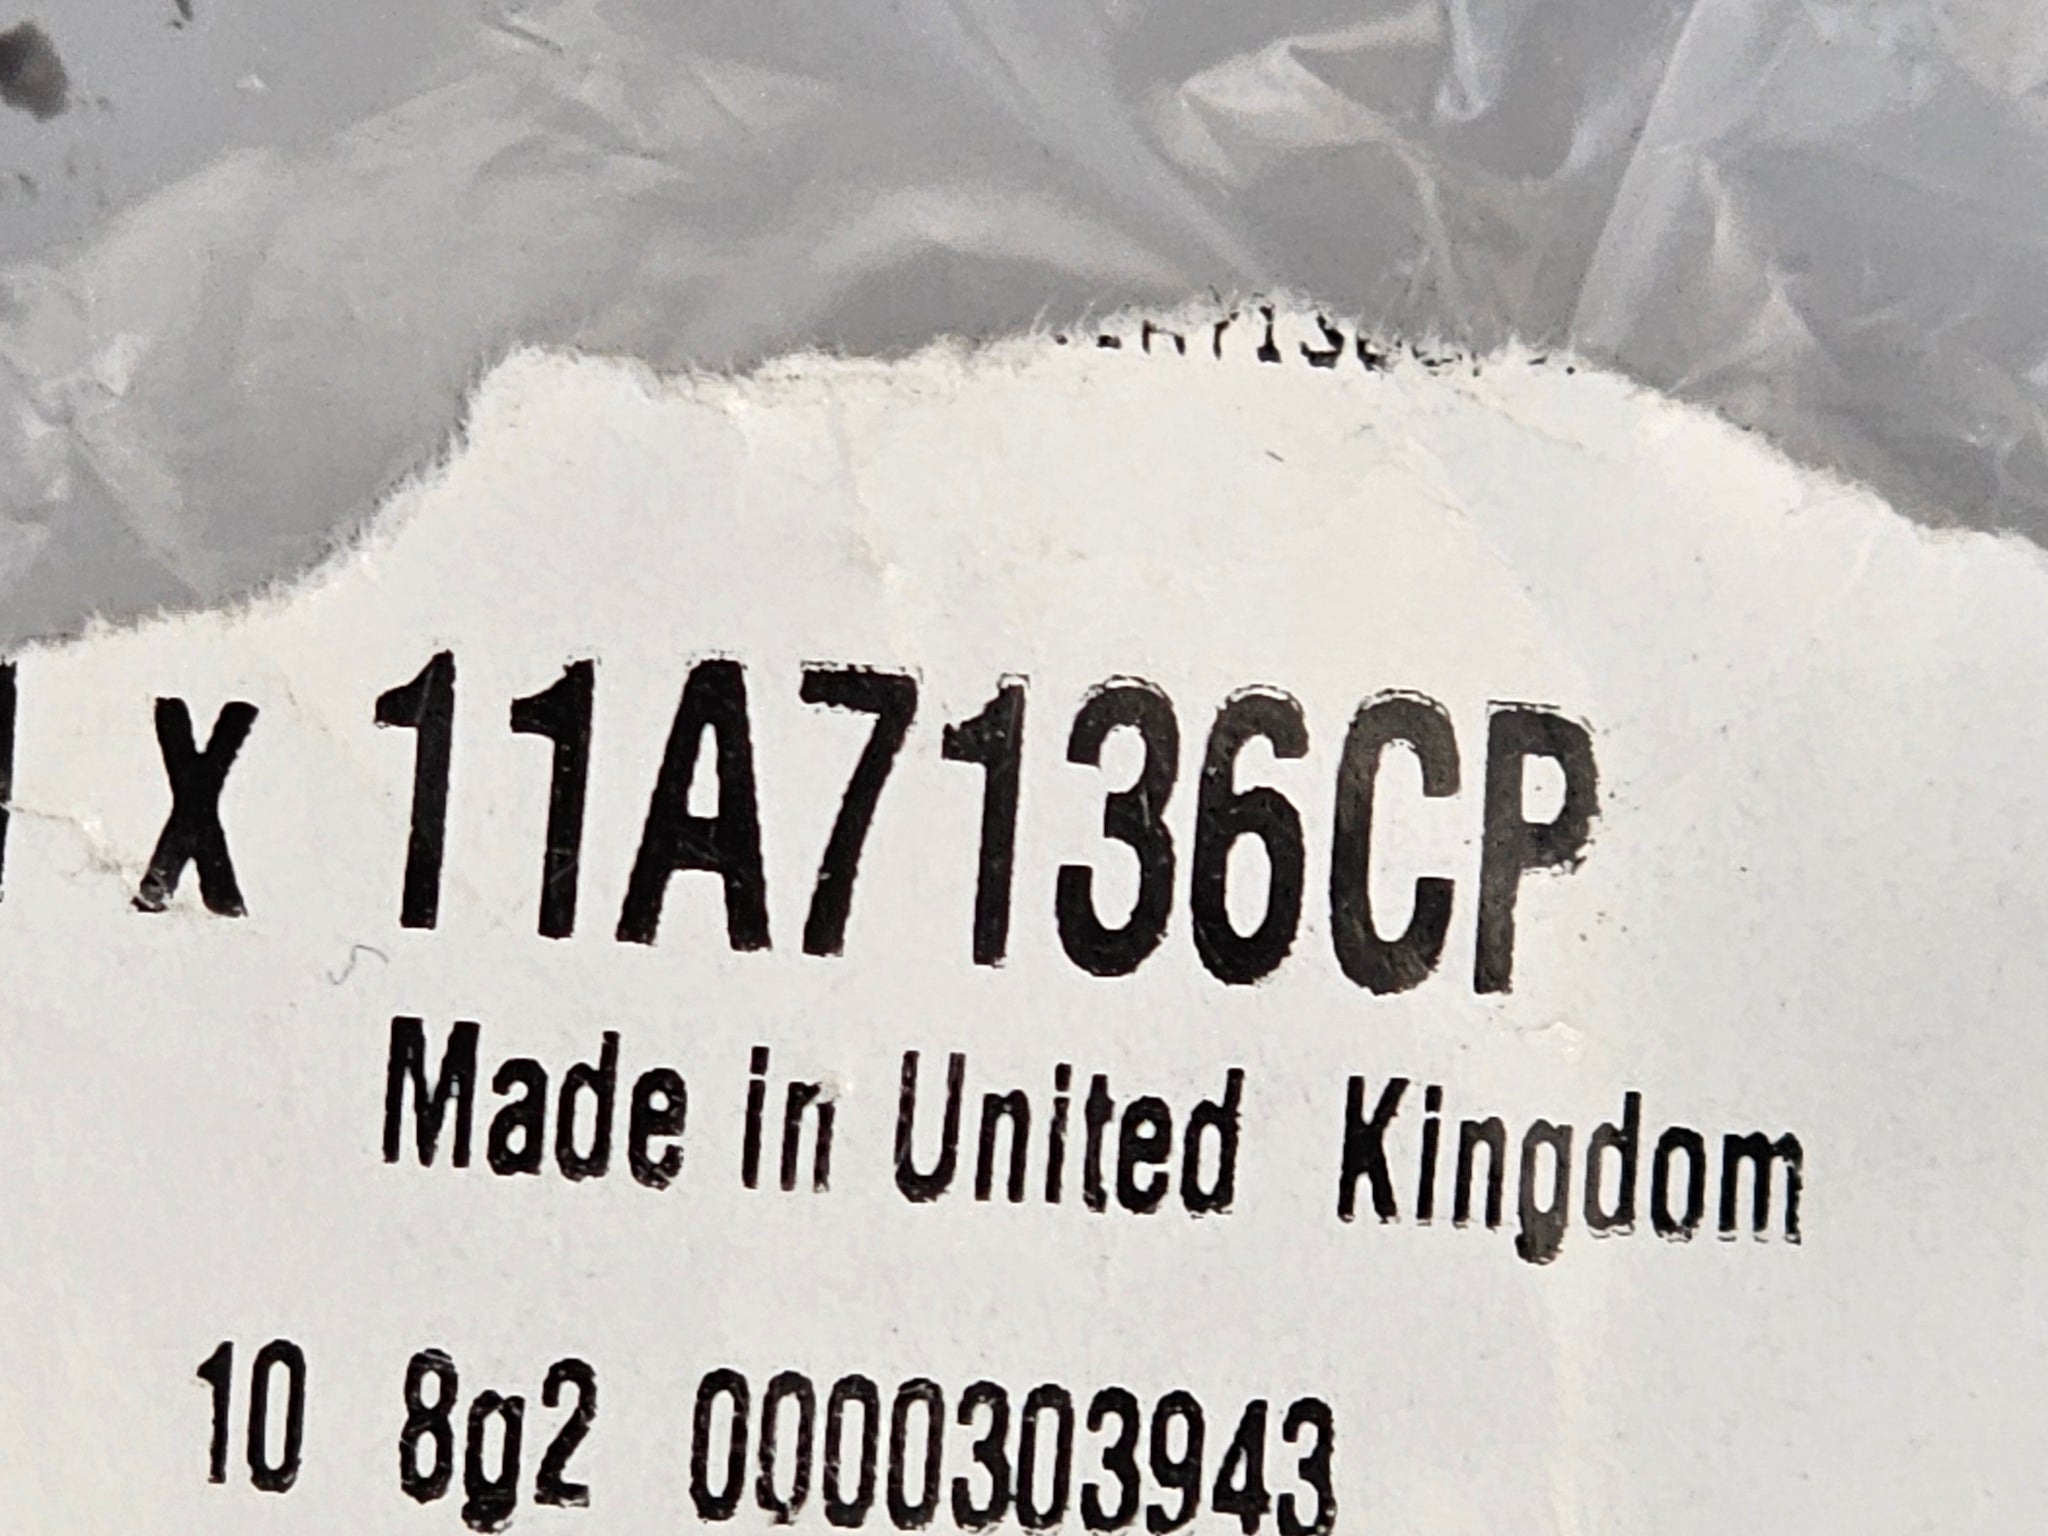 x 11A7136CP
Made in United Kingdom
10 8g2 0000303943